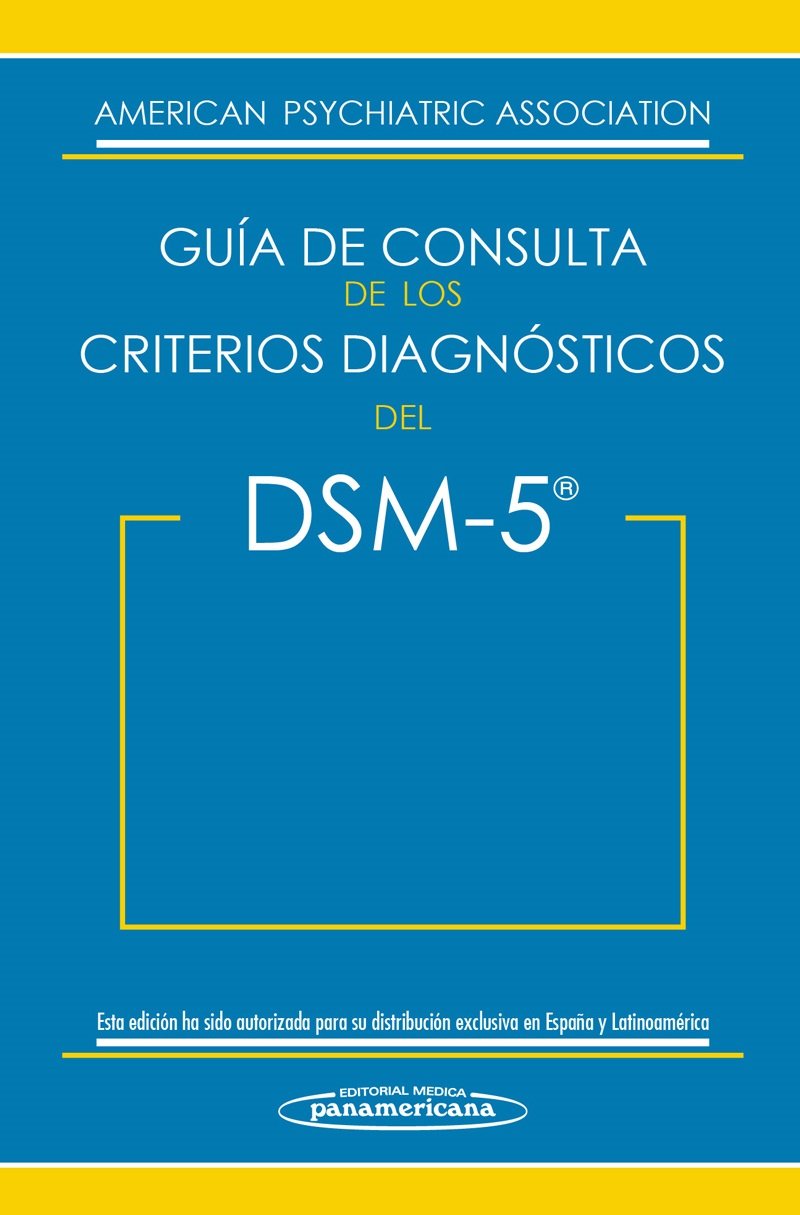 AMERICAN PSYCHIATRIC ASSOCIATION
GUÍA DE CONSULTA
DE LOS
CRITERIOS DIAGNÓSTICOS
DEL
DSM-5®
Esta edición ha sido autorizada para su distribución exclusiva en España y Latinoamérica
EDITORIAL MEDICA
panamericana